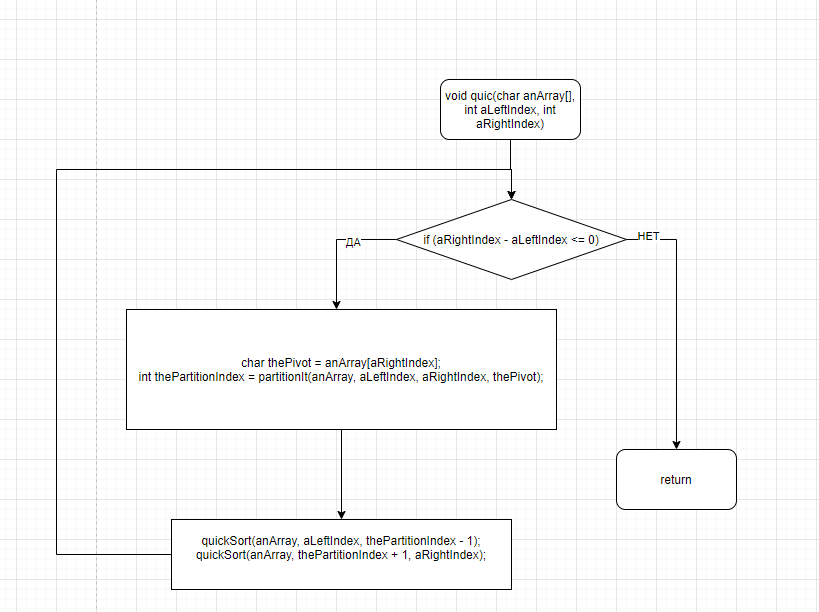 void quic(char anArray[],
int aLeftIndex, int
aRightIndex)
if (aRightIndex - aLeftIndex <= 0)
ДА
НЕТ
char thePivot = anArray[aRightIndex];
int thePartitionIndex = partitionIt(anArray, aLeftIndex, aRightIndex, thePivot);
return
quickSort(anArray, aLeftIndex, thePartitionIndex - 1);
quickSort(anArray, thePartitionIndex + 1, aRightIndex);